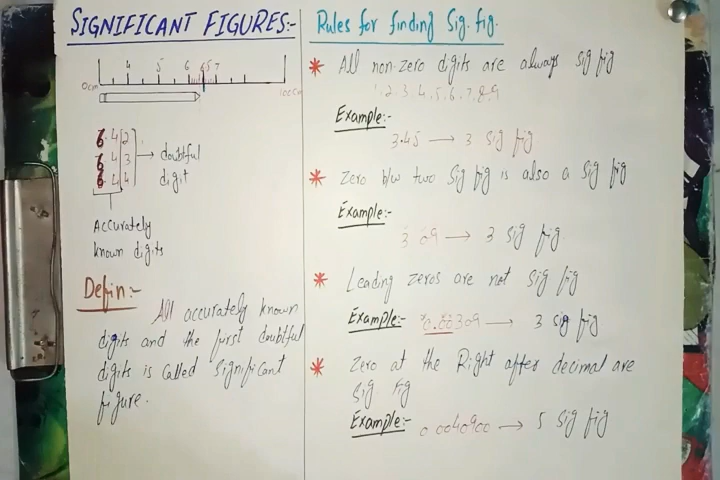 SIGNIFICANT FIGURES:-
4 5 6 6.5 7
0cm 100cm
6.4 2
6.4 3 → doubtful
6.4 4 digit
Accurately
known digits
Defin:-
All accurately known
digits and the first doubtful
digits is called significant
figure.
Rules for finding Sig. fig.
* All non-zero digits are always sig fig
1.2.3.4.5.6.7.8.9
Example:-
3.45 → 3 sig fig
* Zero b/w two sig fig is also a sig fig
Example:-
3 09 → 3 sig fig
* Leading zeros are not sig fig
Example:- 0.00309 → 3 sig fig
* Zero at the Right after decimal are
sig
Example:- 0.0040900 → 5 sig fig